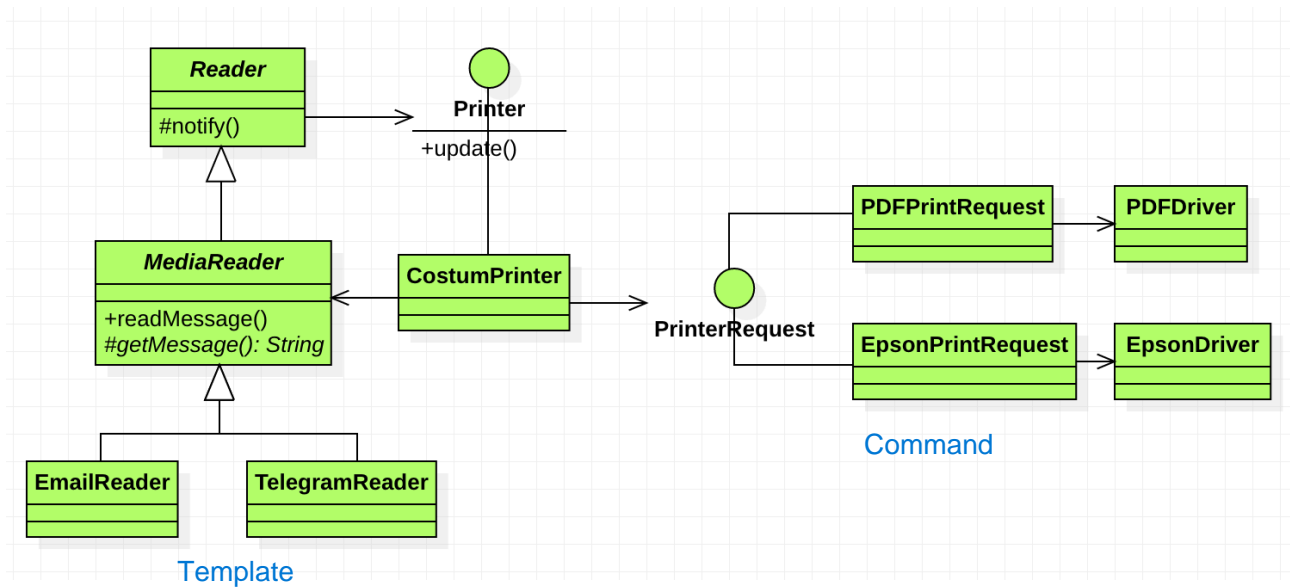 Reader
#notify()
Printer
+update()
MediaReader
+readMessage()
#getMessage(): String
CostumPrinter
EmailReader
TelegramReader
Template
PrinterRequest
PDFPrintRequest
PDFDriver
EpsonPrintRequest
EpsonDriver
Command